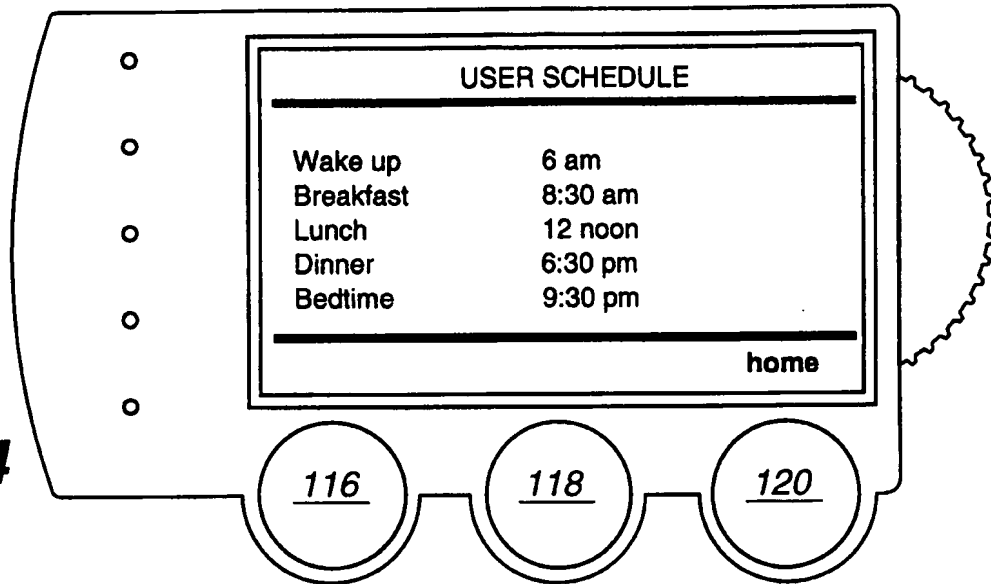 USER SCHEDULE
Wake up 6 am
Breakfast 8:30 am
Lunch 12 noon
Dinner 6:30 pm
Bedtime 9:30 pm
home
116 118 120
4